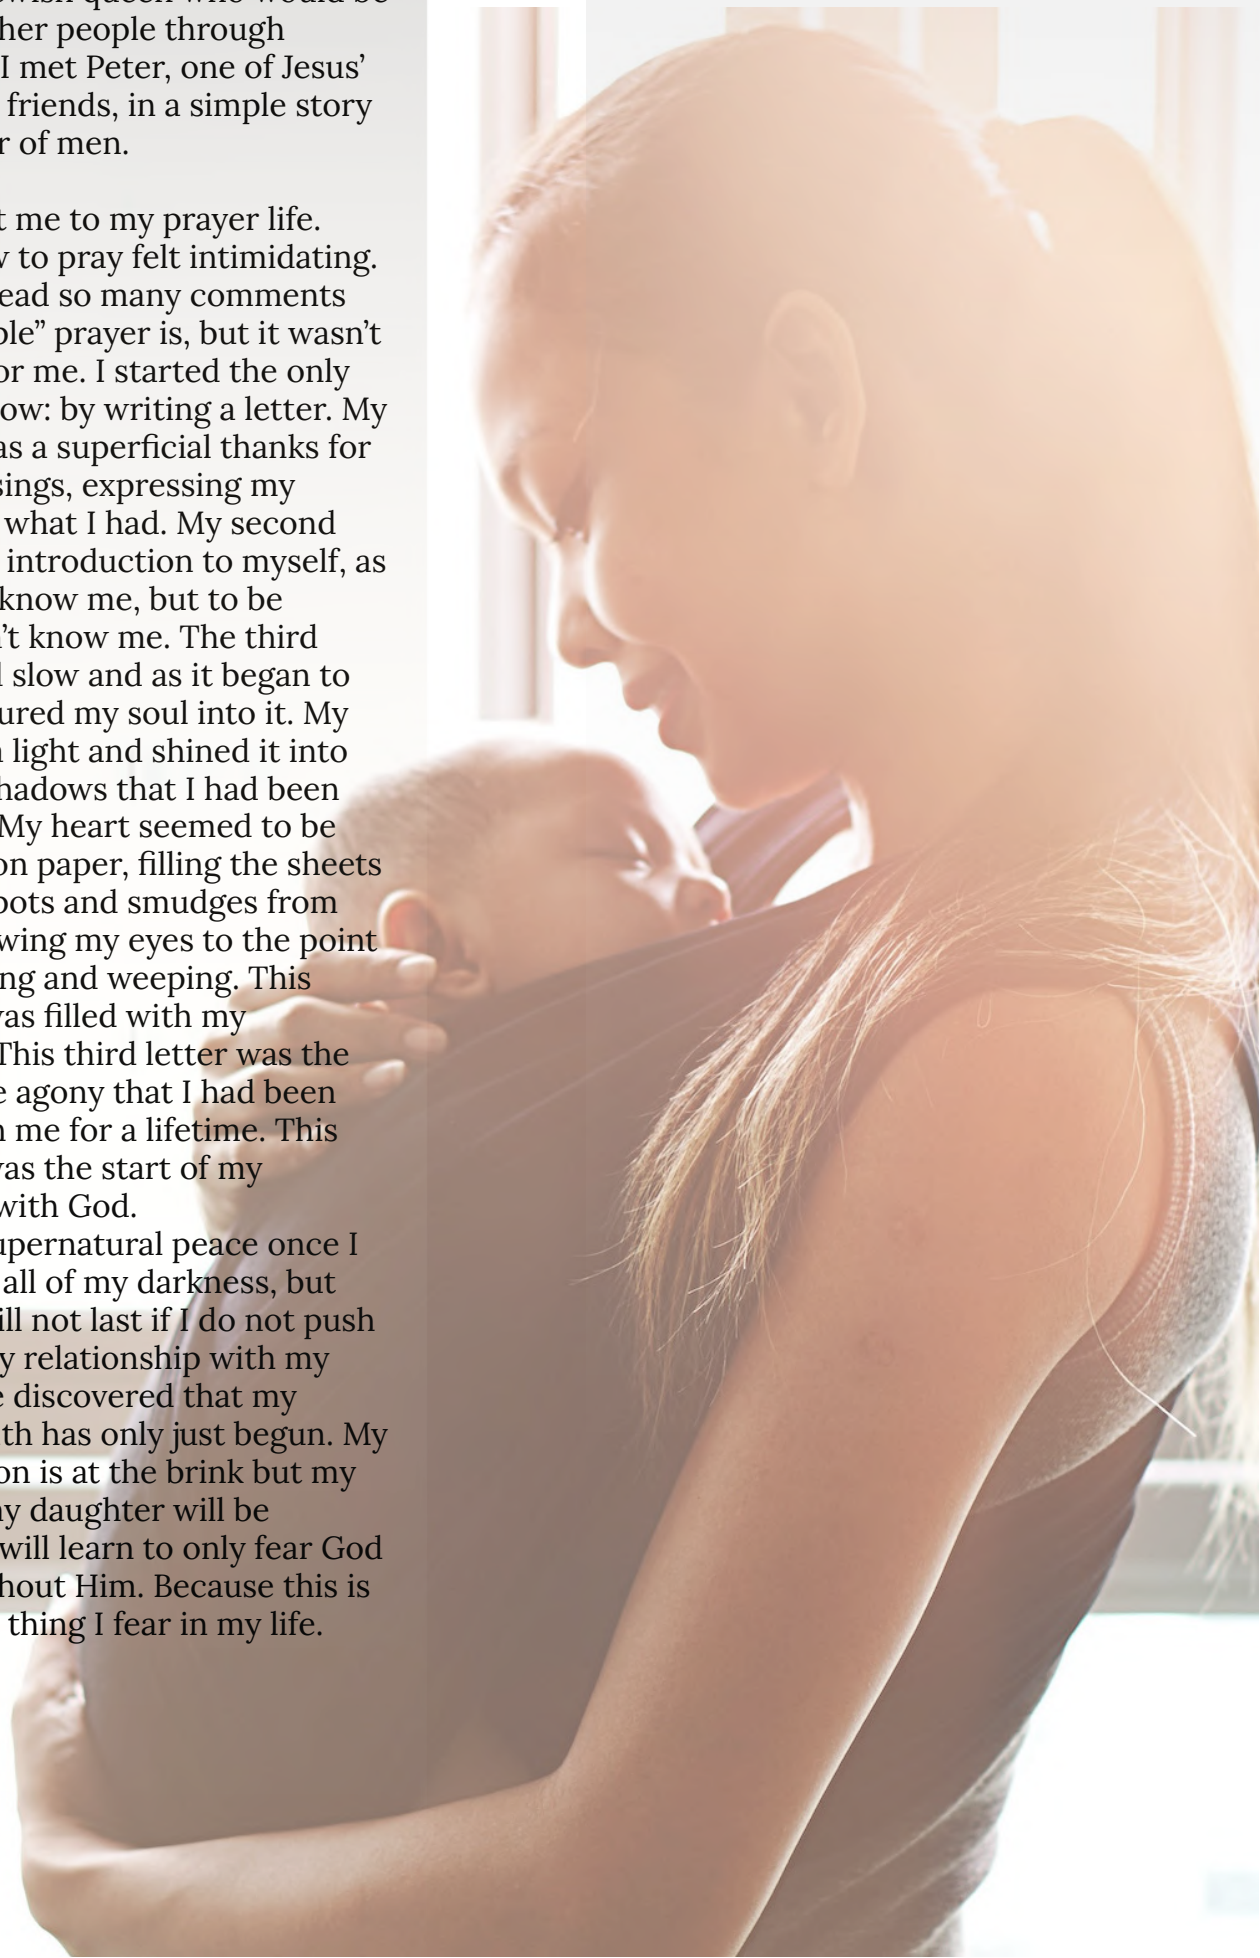 wish queen who would be
her people through
I met Peter, one of Jesus’
friends, in a simple story
r of men.
t me to my prayer life.
w to pray felt intimidating.
ead so many comments
ple” prayer is, but it wasn’t
or me. I started the only
ow: by writing a letter. My
as a superficial thanks for
sings, expressing my
what I had. My second
introduction to myself, as
know me, but to be
’t know me. The third
l slow and as it began to
ured my soul into it. My
light and shined it into
hadows that I had been
My heart seemed to be
on paper, filling the sheets
pots and smudges from
wing my eyes to the point
ng and weeping. This
as filled with my
This third letter was the
e agony that I had been
me for a lifetime. This
as the start of my
with God.
upernatural peace once I
all of my darkness, but
ill not last if I do not push
y relationship with my
e discovered that my
th has only just begun. My
on is at the brink but my
y daughter will be
will learn to only fear God
hout Him. Because this is
thing I fear in my life.